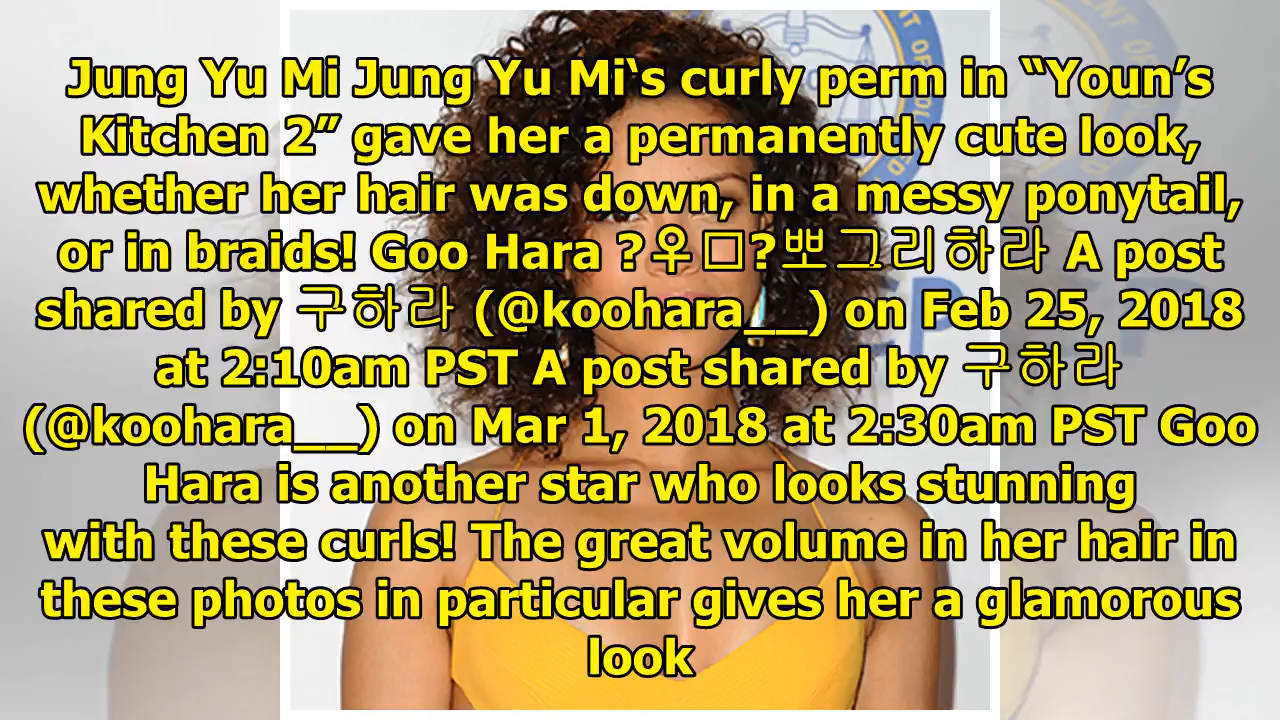 Jung Yu Mi Jung Yu Mi‘s curly perm in “Youn’s
Kitchen 2” gave her a permanently cute look,
whether her hair was down, in a messy ponytail,
or in braids! Goo Hara ?♀□?뽀그리하라 A post
shared by 구하라 (@koohara__) on Feb 25, 2018
at 2:10am PST A post shared by 구하라
(@koohara__) on Mar 1, 2018 at 2:30am PST Goo
Hara is another star who looks stunning
with these curls! The great volume in her hair in
these photos in particular gives her a glamorous
look